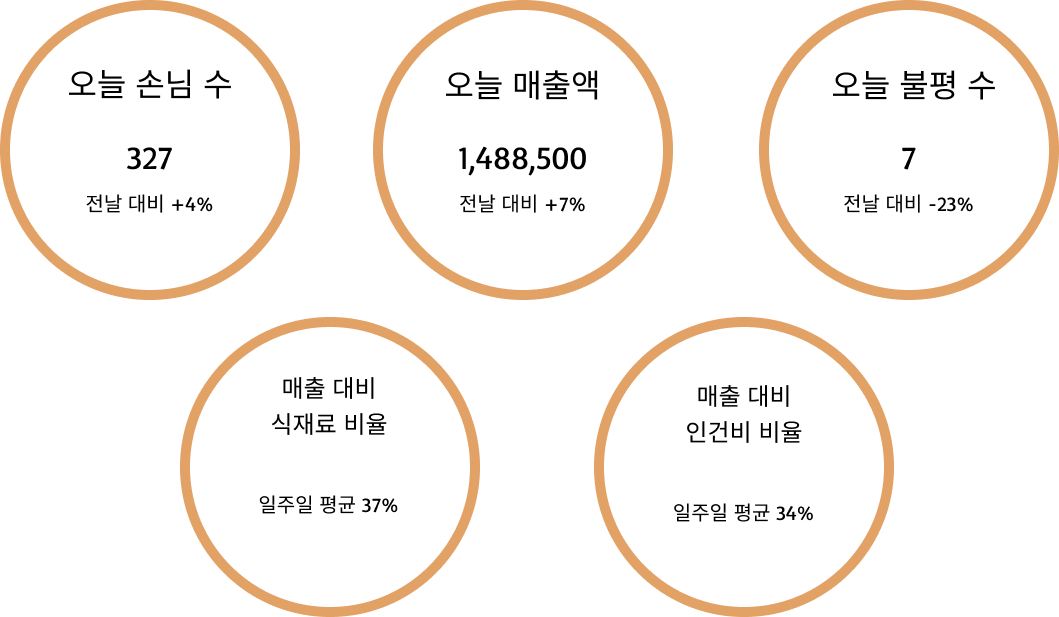 오늘 손님 수
327
전날 대비 +4%
오늘 매출액
1,488,500
전날 대비 +7%
오늘 불평 수
7
전날 대비 -23%
매출 대비
식재료 비율
일주일 평균 37%
매출 대비
인건비 비율
일주일 평균 34%